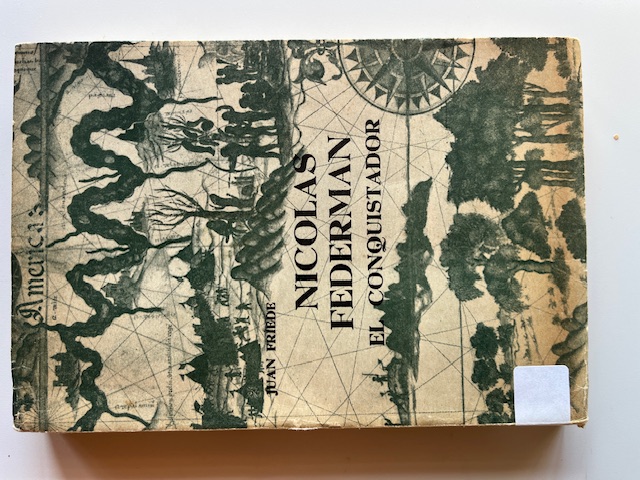 JUAN FRIEDE
NICOLAS
FEDERMAN
EL CONQUISTADOR
America